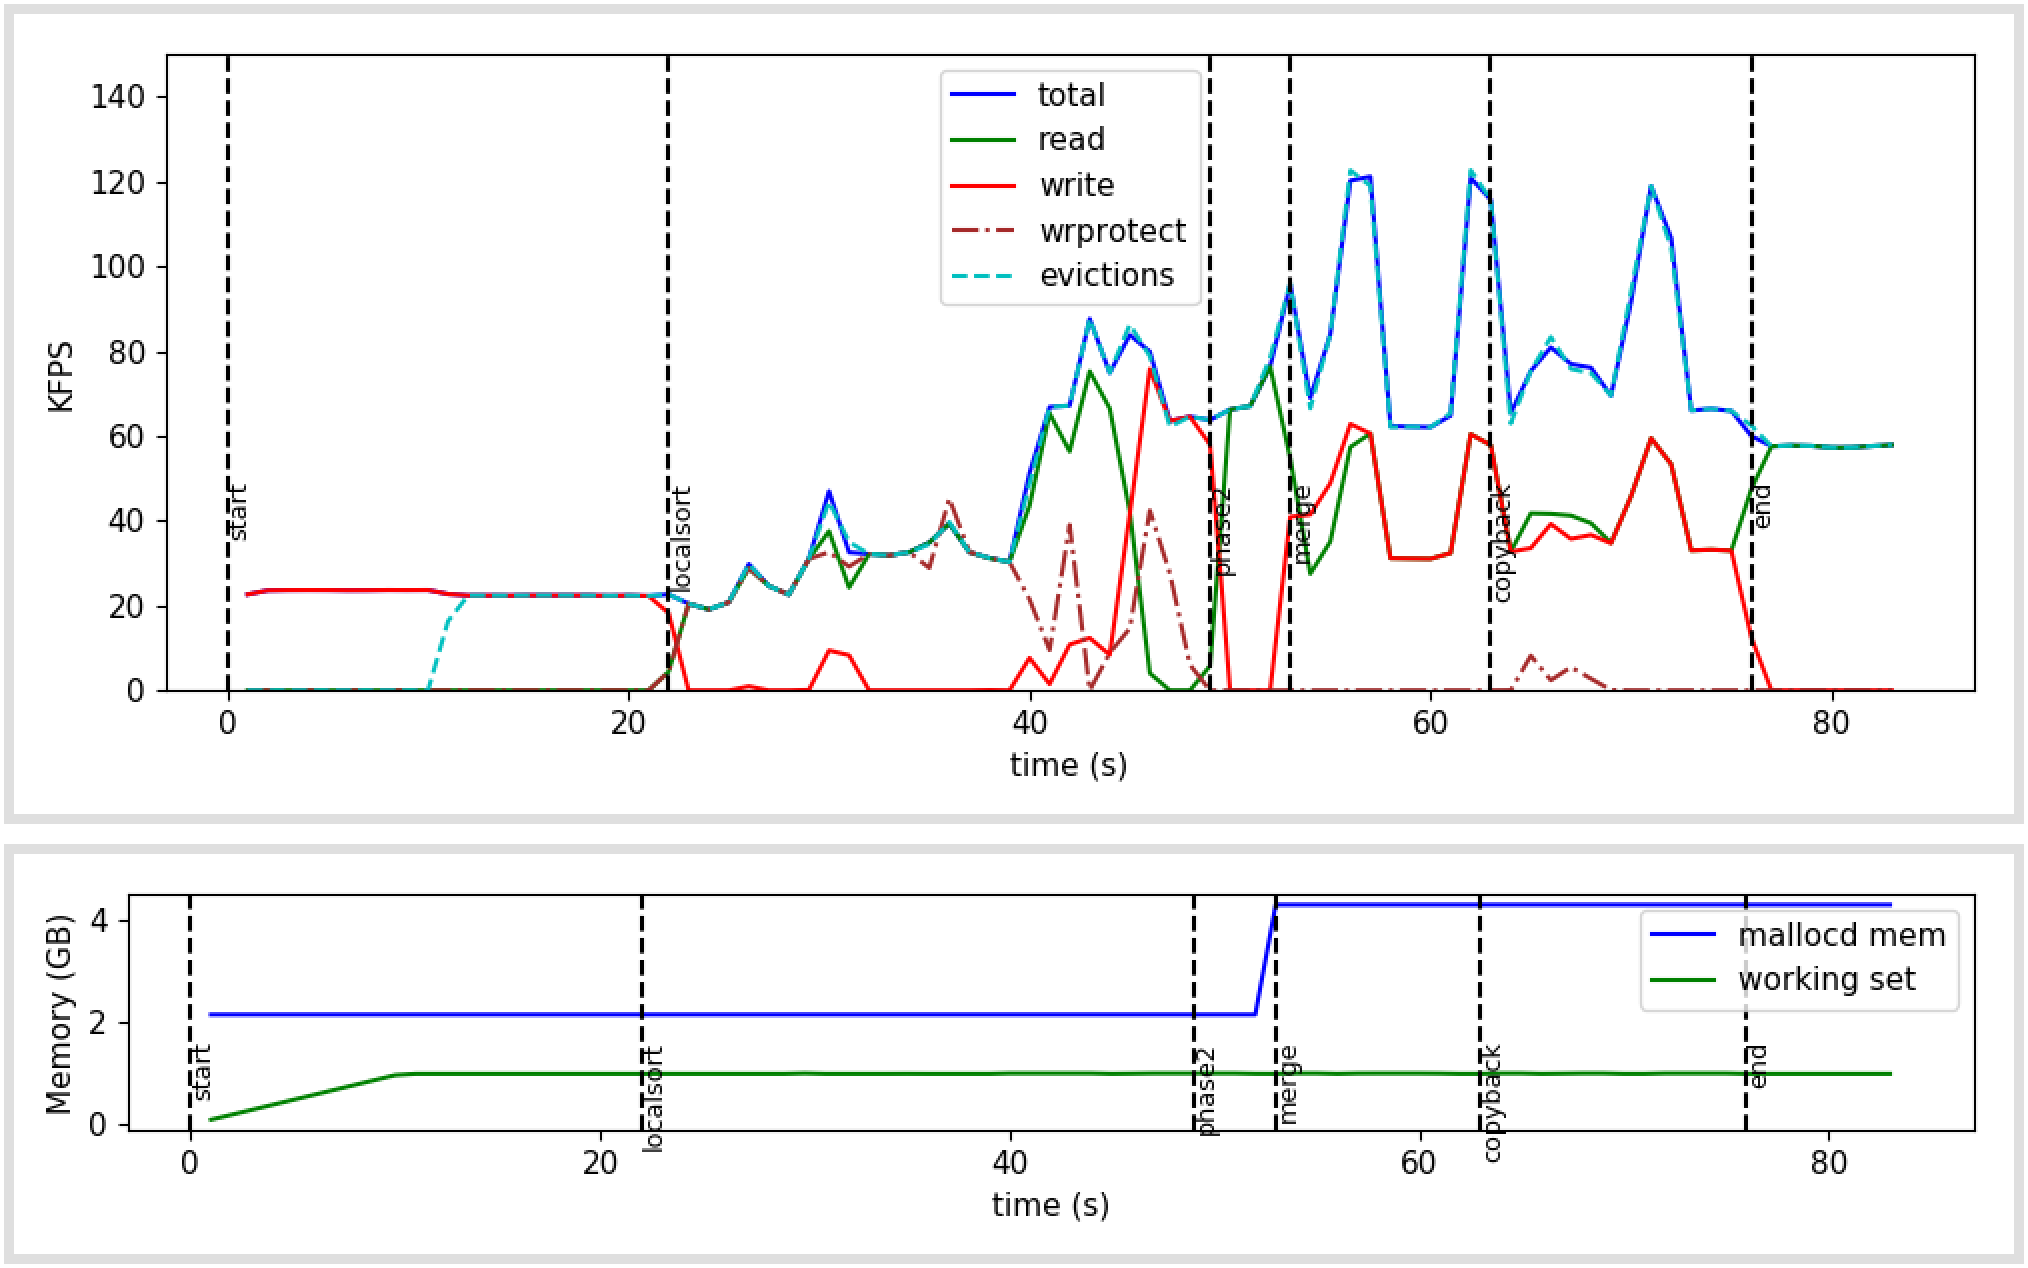 140
120
100
80
60
40
20
0
KFPS
total
read
write
wrprotect
evictions
start
localsort
phase2
merge
copyback
end
0 20 40 60 80
time (s)
4
2
0
Memory (GB)
mallocd mem
working set
start
localsort
phase2
merge
copyback
end
0 20 40 60 80
time (s)